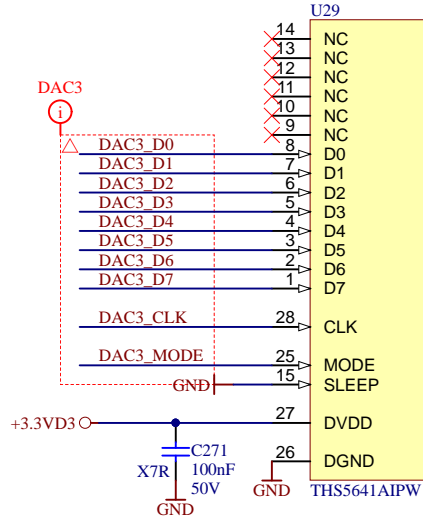 U29
14 NC
13 NC
12 NC
11 NC
10 NC
9 NC
DAC3
i
DAC3_D0 8 D0
DAC3_D1 7 D1
DAC3_D2 6 D2
DAC3_D3 5 D3
DAC3_D4 4 D4
DAC3_D5 3 D5
DAC3_D6 2 D6
DAC3_D7 1 D7
DAC3_CLK 28 CLK
DAC3_MODE 25 MODE
GND 15 SLEEP
+3.3VD3 27 DVDD
C271
X7R 100nF
50V
26 DGND
GND
GND
THS5641AIPW